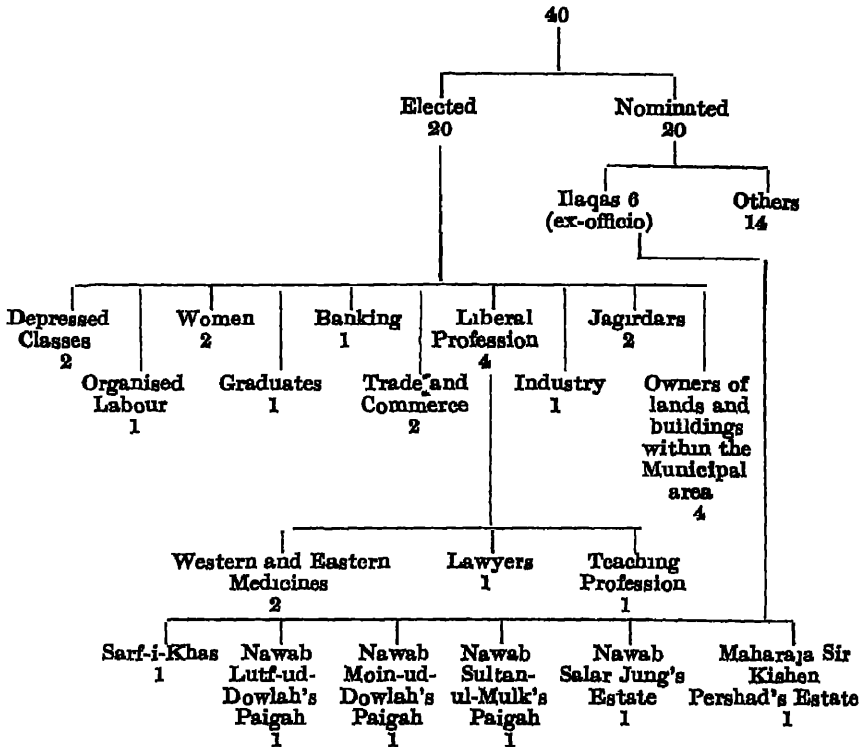 40
Elected
20
Nominated
20
Ilaqas 6
(ex-officio)
Others
14
Depressed
Classes
2
Organised
Labour
1
Women
2
Graduates
1
Banking
1
Trade and
Commerce
2
Liberal
Profession
4
Industry
1
Jagirdars
2
Owners of
lands and
buildings
within the
Municipal
area
4
Western and Eastern
Medicines
2
Lawyers
1
Teaching
Profession
1
Sarf-i-Khas
1
Nawab
Lutf-ud-
Dowlah's
Paigah
1
Nawab
Moin-ud-
Dowlah's
Paigah
1
Nawab
Sultan-
ul-Mulk's
Paigah
1
Nawab
Salar Jung's
Estate
1
Maharaja Sir
Kishen
Pershad's Estate
1